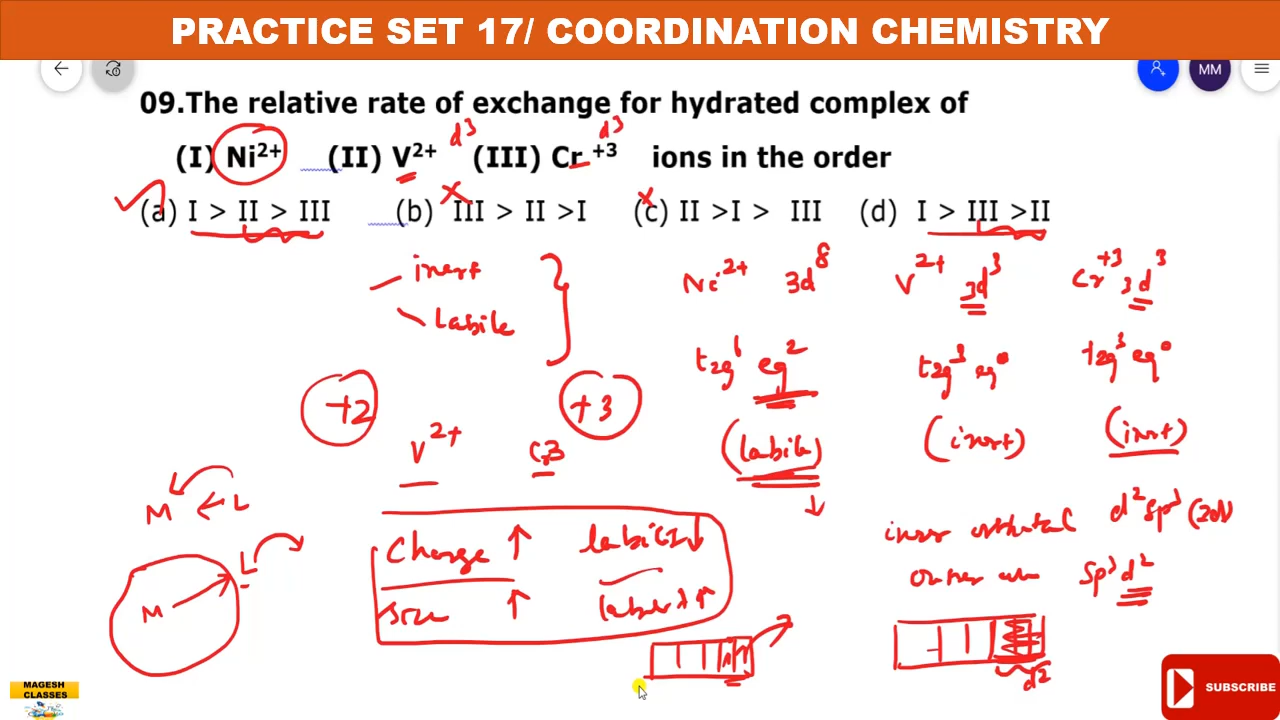 PRACTICE SET 17/ COORDINATION CHEMISTRY
MM
09.The relative rate of exchange for hydrated complex of
d3 d3
(I) Ni2+ (II) V2+ (III) Cr +3 ions in the order
(a) I > II > III (b) III > II >I (c) II >I > III (d) I > III >II
inert
labile
Ni2+ 3d8 V2+ 3d3 Cr+3 3d3
t2g6 eg2 t2g3 eg0 t2g3 eg0
+2 +3
V2+ Cr3
(labile) (inert) (inert)
M ← L
Charge ↑ ↓
size ↑ ↑
M L
inner d2sp3
outer sp3d2
d2
MAGESH
CLASSES
SUBSCRIBE